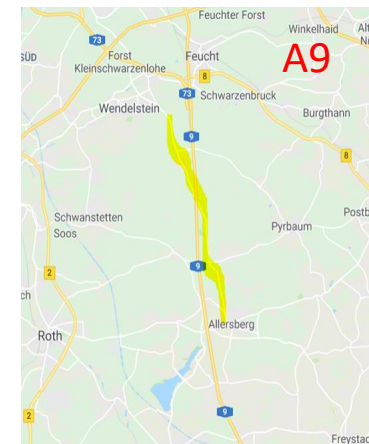 Feuchter Forst
Winkelhaid
73
SÜD
Forst
Kleinschwarzenlohe
Feucht
A9
8
73
Schwarzenbruck
Wendelstein
Burgthann
9
8
Schwanstetten
Soos
Pyrbaum
Postb
2
9
ch
Roth
Allersberg
2
9
Freystad